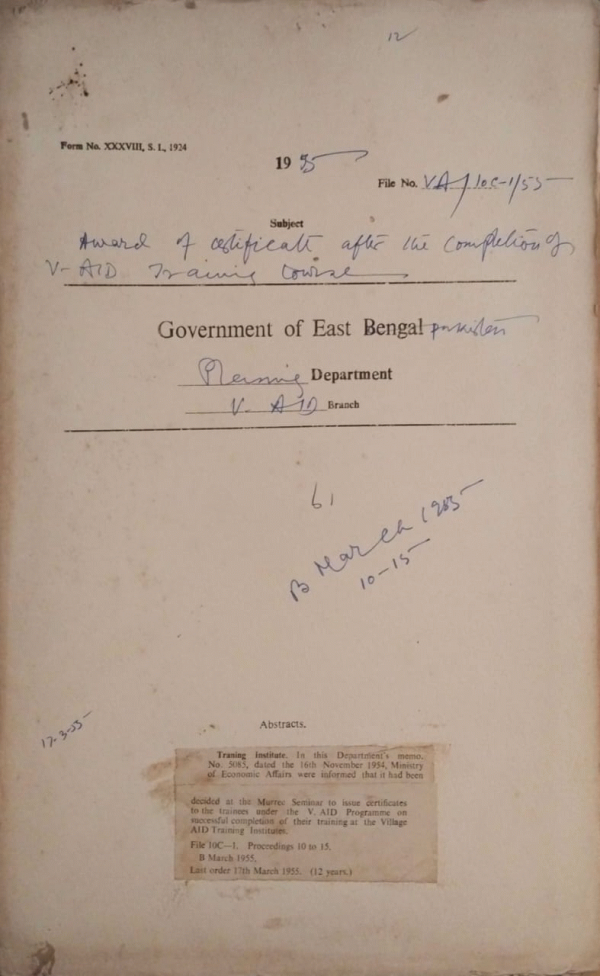 12
Form No. XXXVIII, S. I., 1924
1955
File No. VA/10C-1/55
Subject
Award of certificate after the completion of
V-AID Training Course
Government of East Bengal Pakistan
Planning Department
V. AID Branch
61
B March 1955
10-15
17-3-55
Abstracts.
Traning Institute. In this Department's memo.
No. 5085, dated the 16th November 1954, Ministry
of Economic Affairs were informed that it had been
decided at the Murree Seminar to issue certificates
to the trainees under the V. AID Programme on
successful completion of their training at the Village
AID Training Institutes.
File 10C—1. Proceedings 10 to 15.
B March 1955.
Last order 17th March 1955. (12 years.)